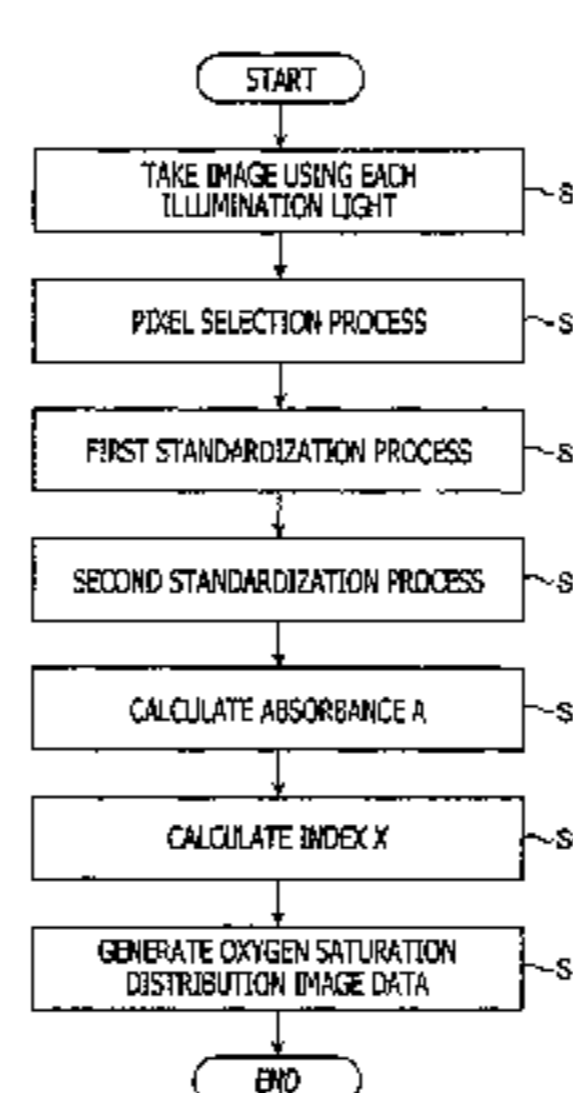 START
TAKE IMAGE USING EACH
ILLUMINATION LIGHT
S
PIXEL SELECTION PROCESS
S
FIRST STANDARDIZATION PROCESS
S
SECOND STANDARDIZATION PROCESS
S
CALCULATE ABSORBANCE A
S
CALCULATE INDEX X
S
GENERATE OXYGEN SATURATION
DISTRIBUTION IMAGE DATA
S
END